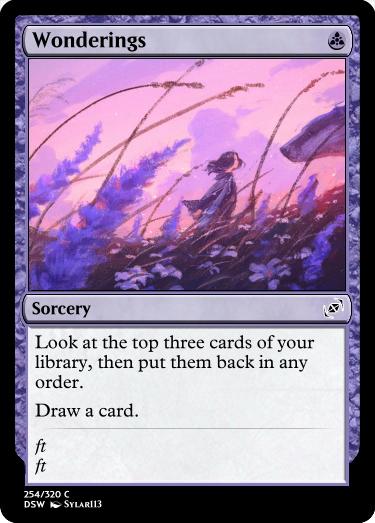 Wonderings
Sorcery
Look at the top three cards of your
library, then put them back in any
order.
Draw a card.
ft
ft
254/320 C
DSW Sylar113